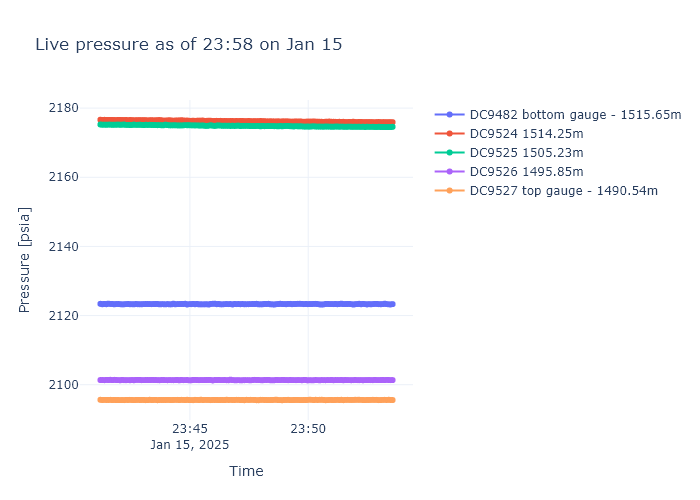 Live pressure as of 23:58 on Jan 15
Pressure [psia]
2180
2160
2140
2120
2100
23:45
Jan 15, 2025
23:50
Time
DC9482 bottom gauge - 1515.65m
DC9524 1514.25m
DC9525 1505.23m
DC9526 1495.85m
DC9527 top gauge - 1490.54m